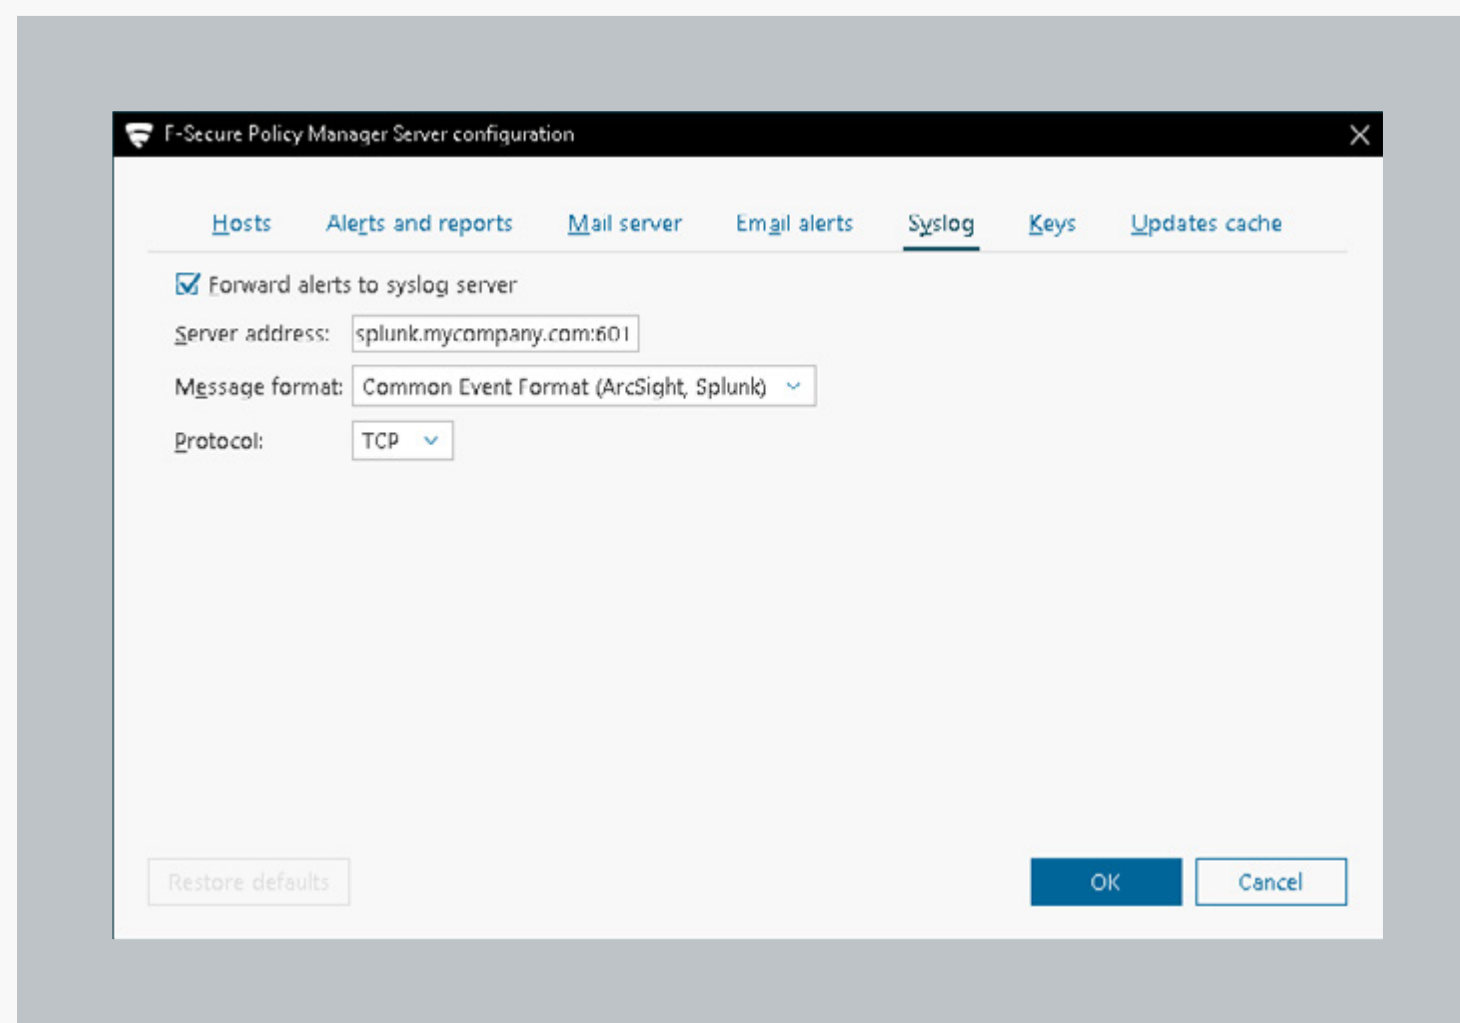 F-Secure Policy Manager Server configuration
Hosts Alerts and reports Mail server Email alerts Syslog Keys Updates cache
Forward alerts to syslog server
Server address: splunk.mycompany.com:601
Message format: Common Event Format (ArcSight, Splunk)
Protocol: TCP
Restore defaults OK Cancel